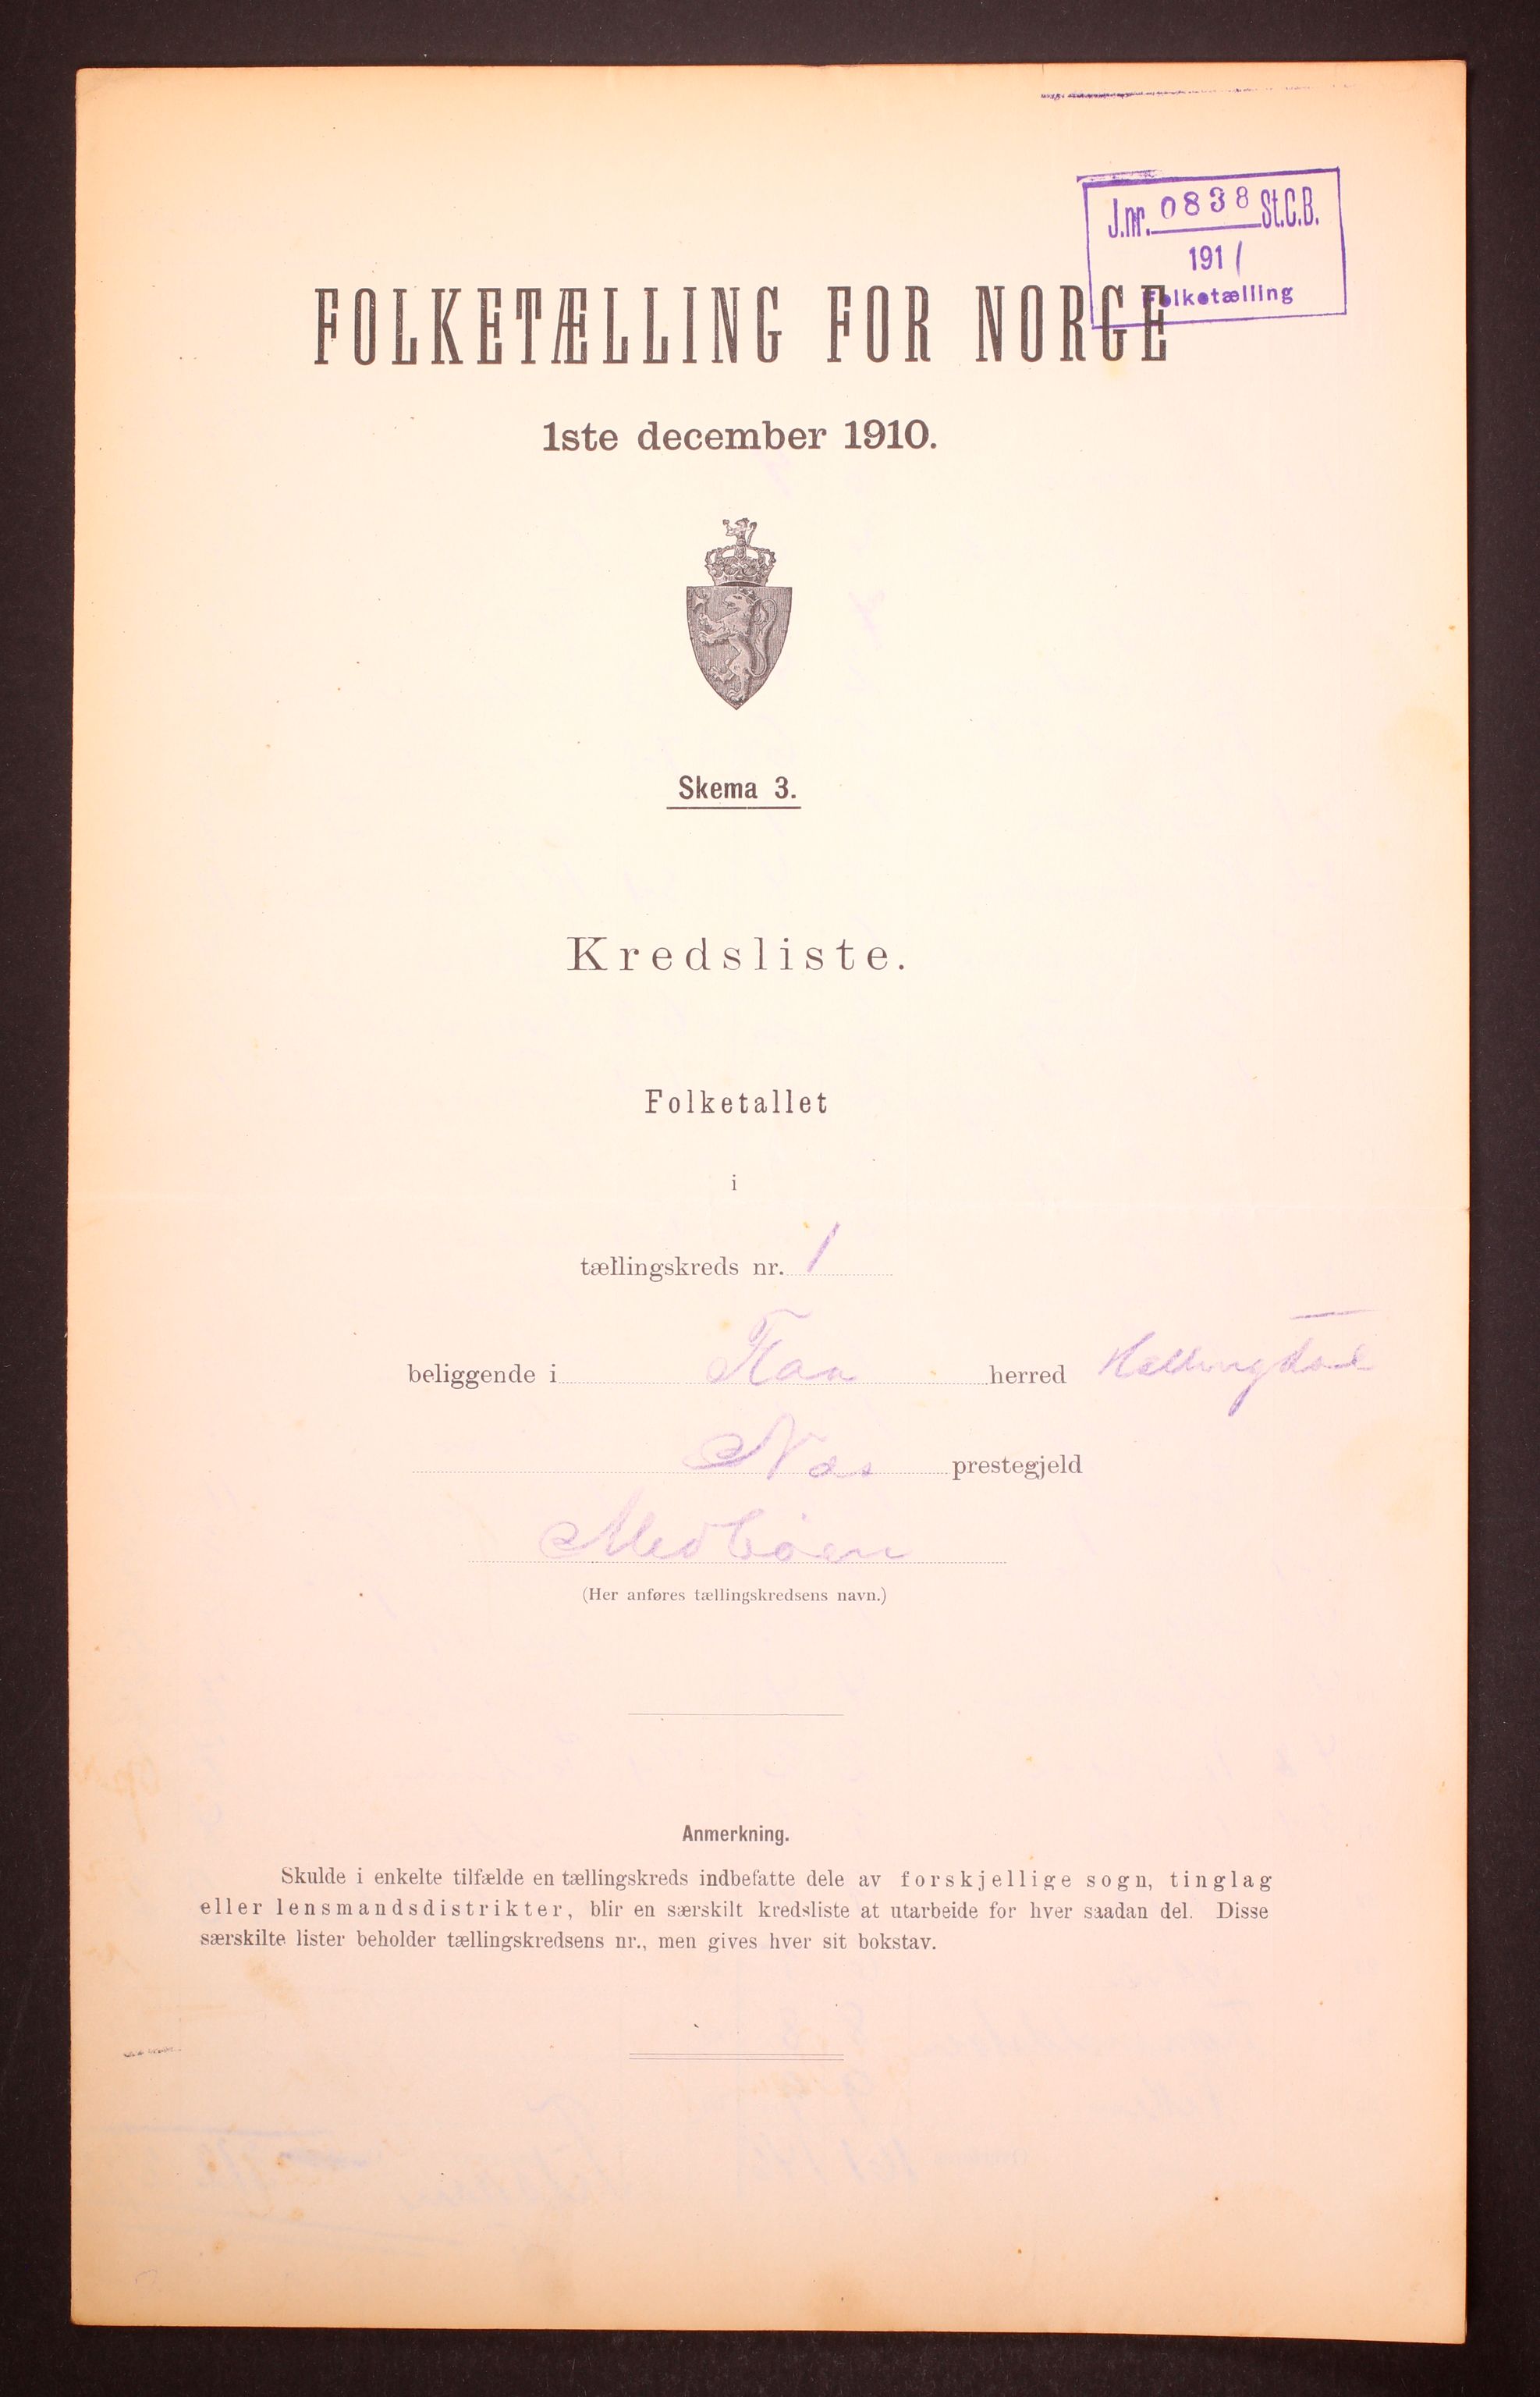 J.nr. 0838 St.C.B.
1911
Folketælling
FOLKETÆLLING FOR NORGE
1ste december 1910.
Skema 3.
Kredsliste.
Folketallet
i
tællingskreds nr. 1
beliggende i Flaa herred Hallingdal
Nes prestegjeld
Medbøen
(Her anføres tællingskredsens navn.)
Anmerkning.
Skulde i enkelte tilfælde en tællingskreds indbefatte dele av forskjellige sogn, tinglag
eller lensmandsdistrikter, blir en særskilt kredsliste at utarbeide for hver saadan del. Disse
særskilte lister beholder tællingskredsens nr., men gives hver sit bokstav.